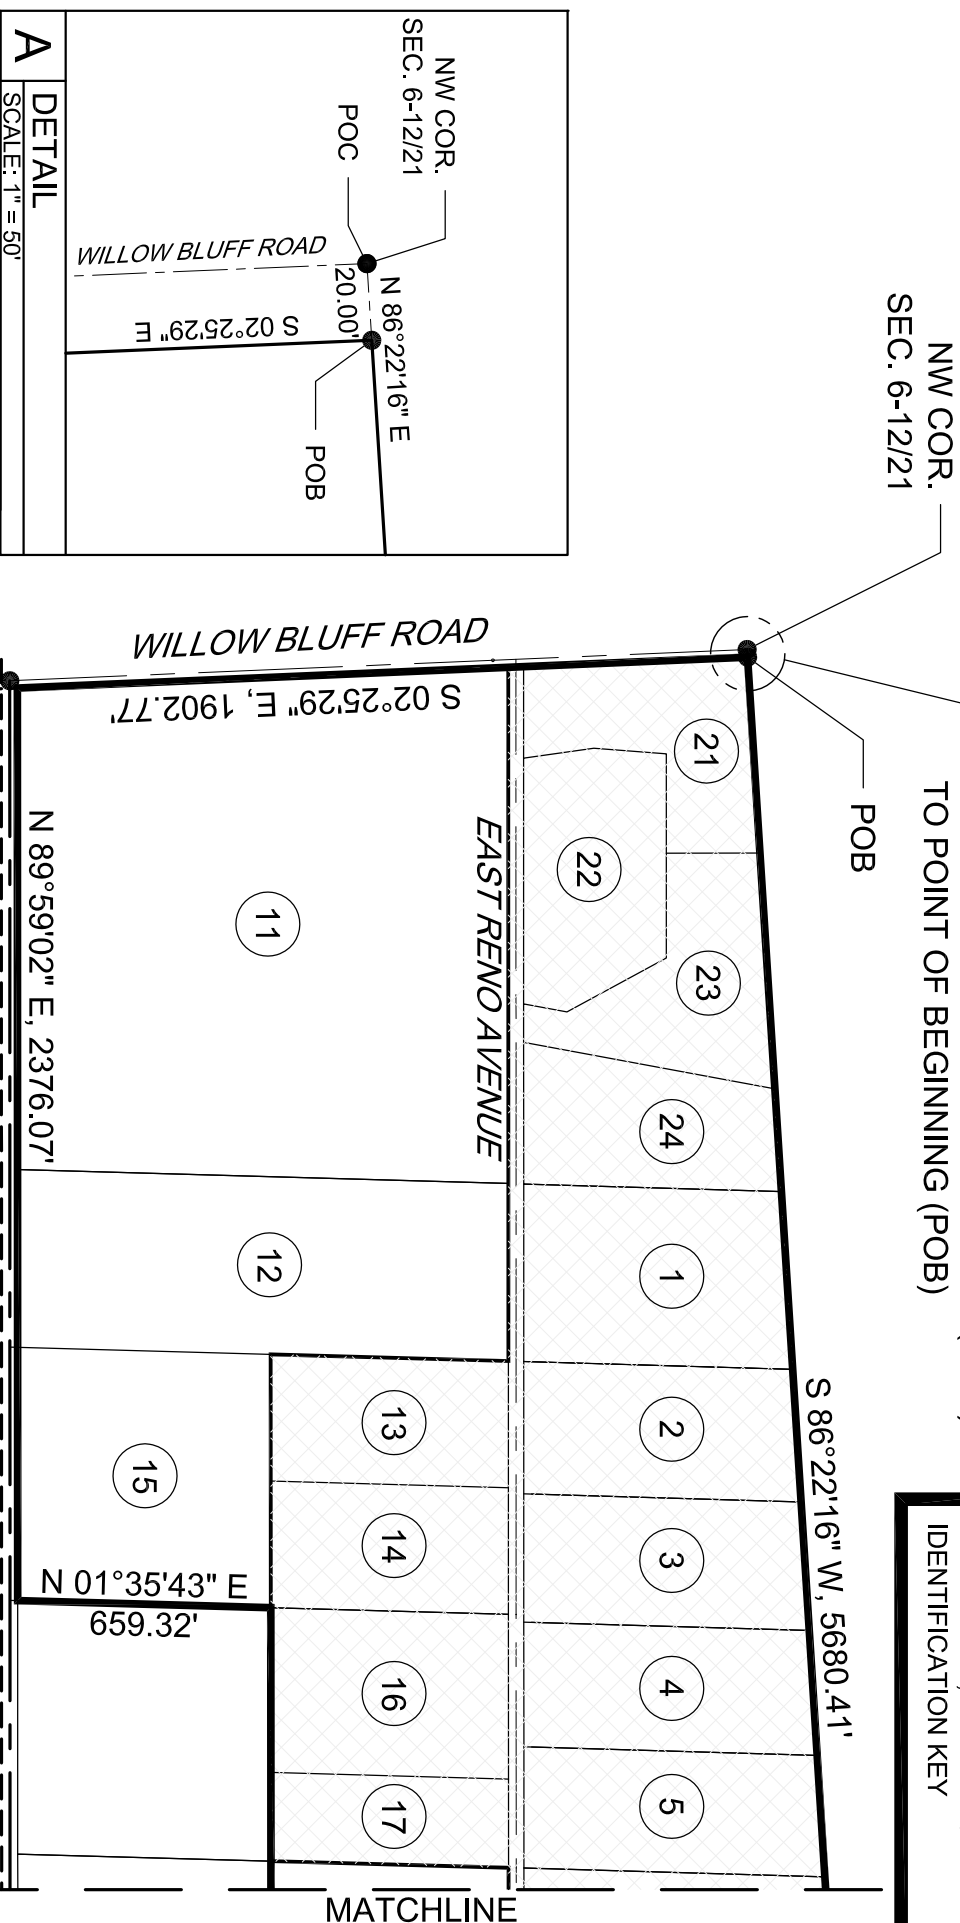 NW COR.
SEC. 6-12/21
POC
WILLOW BLUFF ROAD
N 86°22'16" E
20.00'
S 02°25'29" E
POB
A
DETAIL
SCALE: 1" = 50'
NW COR.
SEC. 6-12/21
POB
TO POINT OF BEGINNING (POB)
IDENTIFICATION KEY
WILLOW BLUFF ROAD
S 02°25'29" E, 1902.77'
S 86°22'16" W, 5680.41'
21
22
23
24
1
2
3
4
5
EAST RENO AVENUE
11
12
13
14
15
16
17
N 01°35'43" E
659.32'
N 89°59'02" E, 2376.07'
MATCHLINE